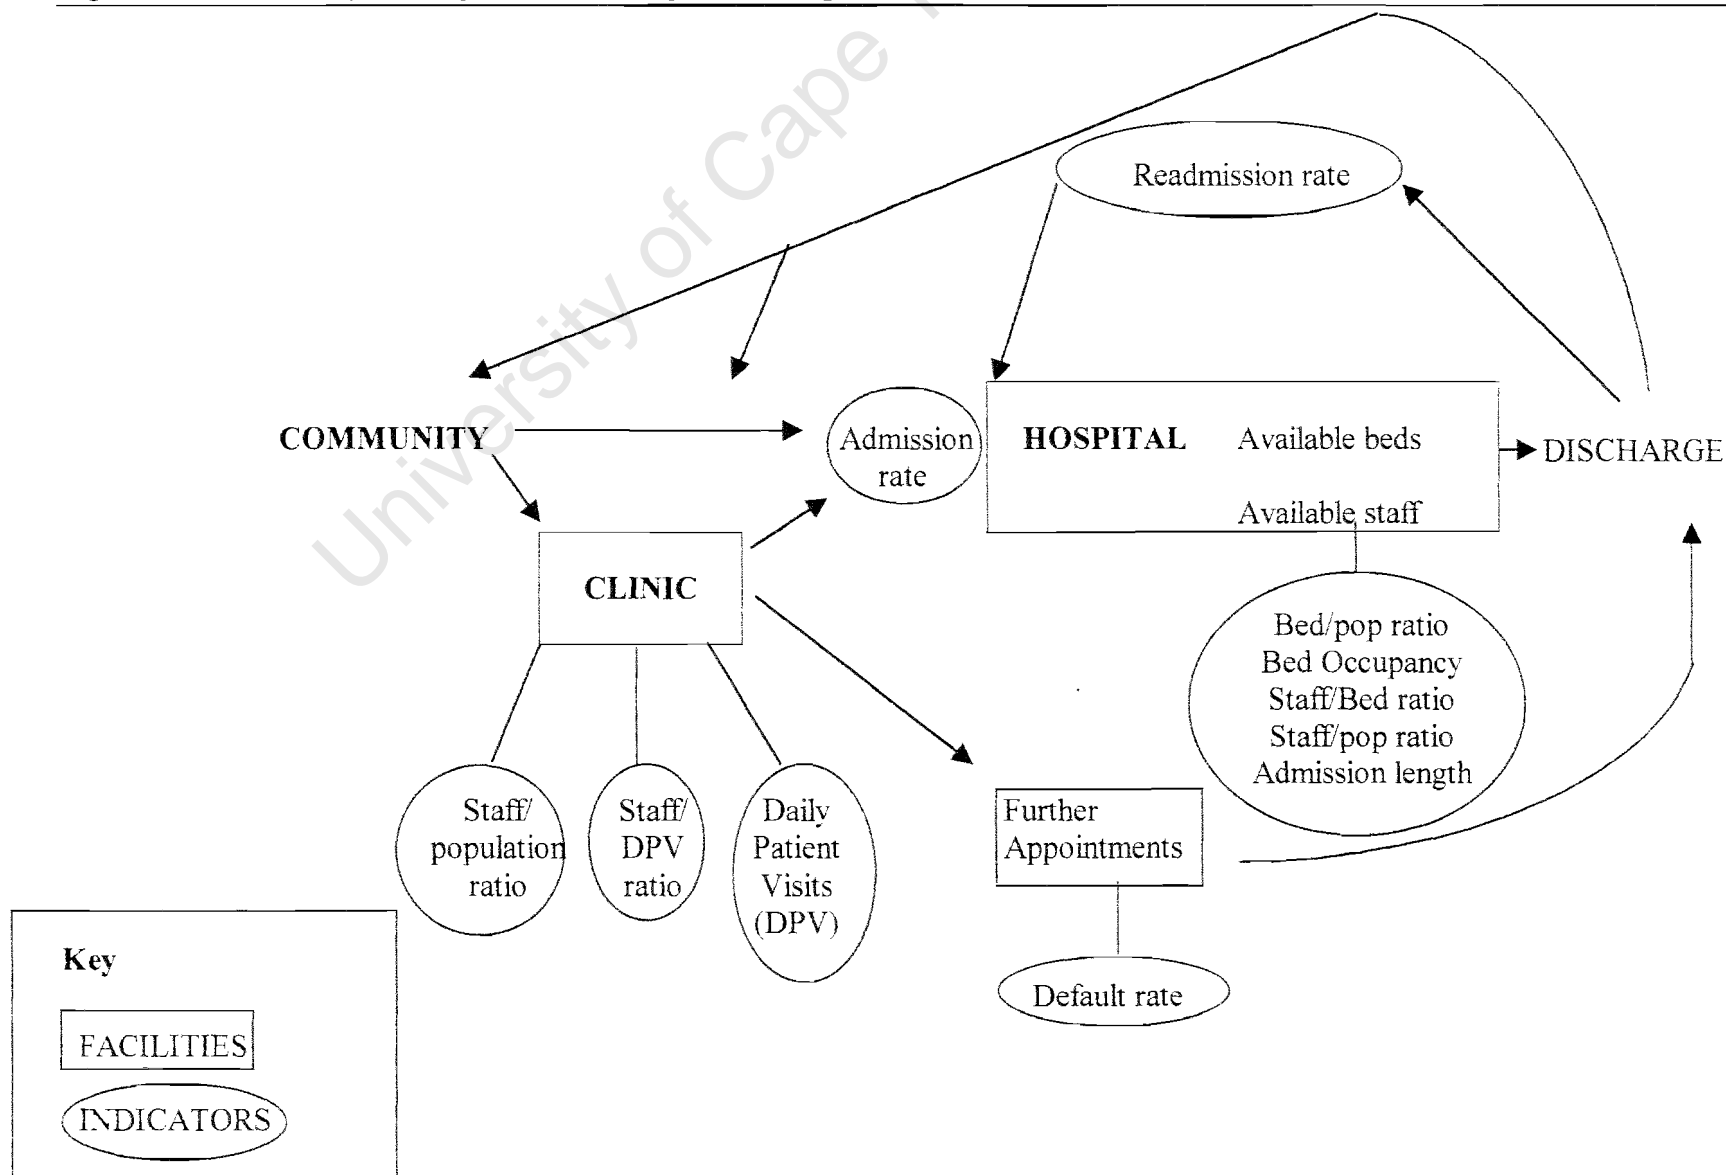 University of Cape
Readmission rate
COMMUNITY
Admission
rate
HOSPITAL Available beds
Available staff
DISCHARGE
CLINIC
Bed/pop ratio
Bed Occupancy
Staff/Bed ratio
Staff/pop ratio
Admission length
Staff/
population
ratio
Staff/
DPV
ratio
Daily
Patient
Visits
(DPV)
Further
Appointments
Default rate
Key
FACILITIES
INDICATORS